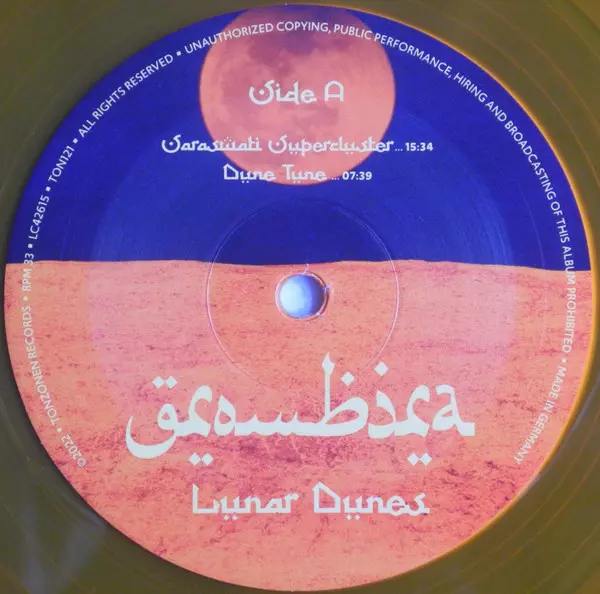 ©2022 • TONZONEN RECORDS • RPM 33 • LC42615 • TON121 • ALL RIGHTS RESERVED • UNAUTHORIZED COPYING, PUBLIC PERFORMANCE, HIRING AND BROADCASTING OF THIS ALBUM PROHIBITED • MADE IN GERMANY
Side A
Saraswati Supercluster... 15:34
Dune Tune ... 07:39
grombira
Lunar Dunes